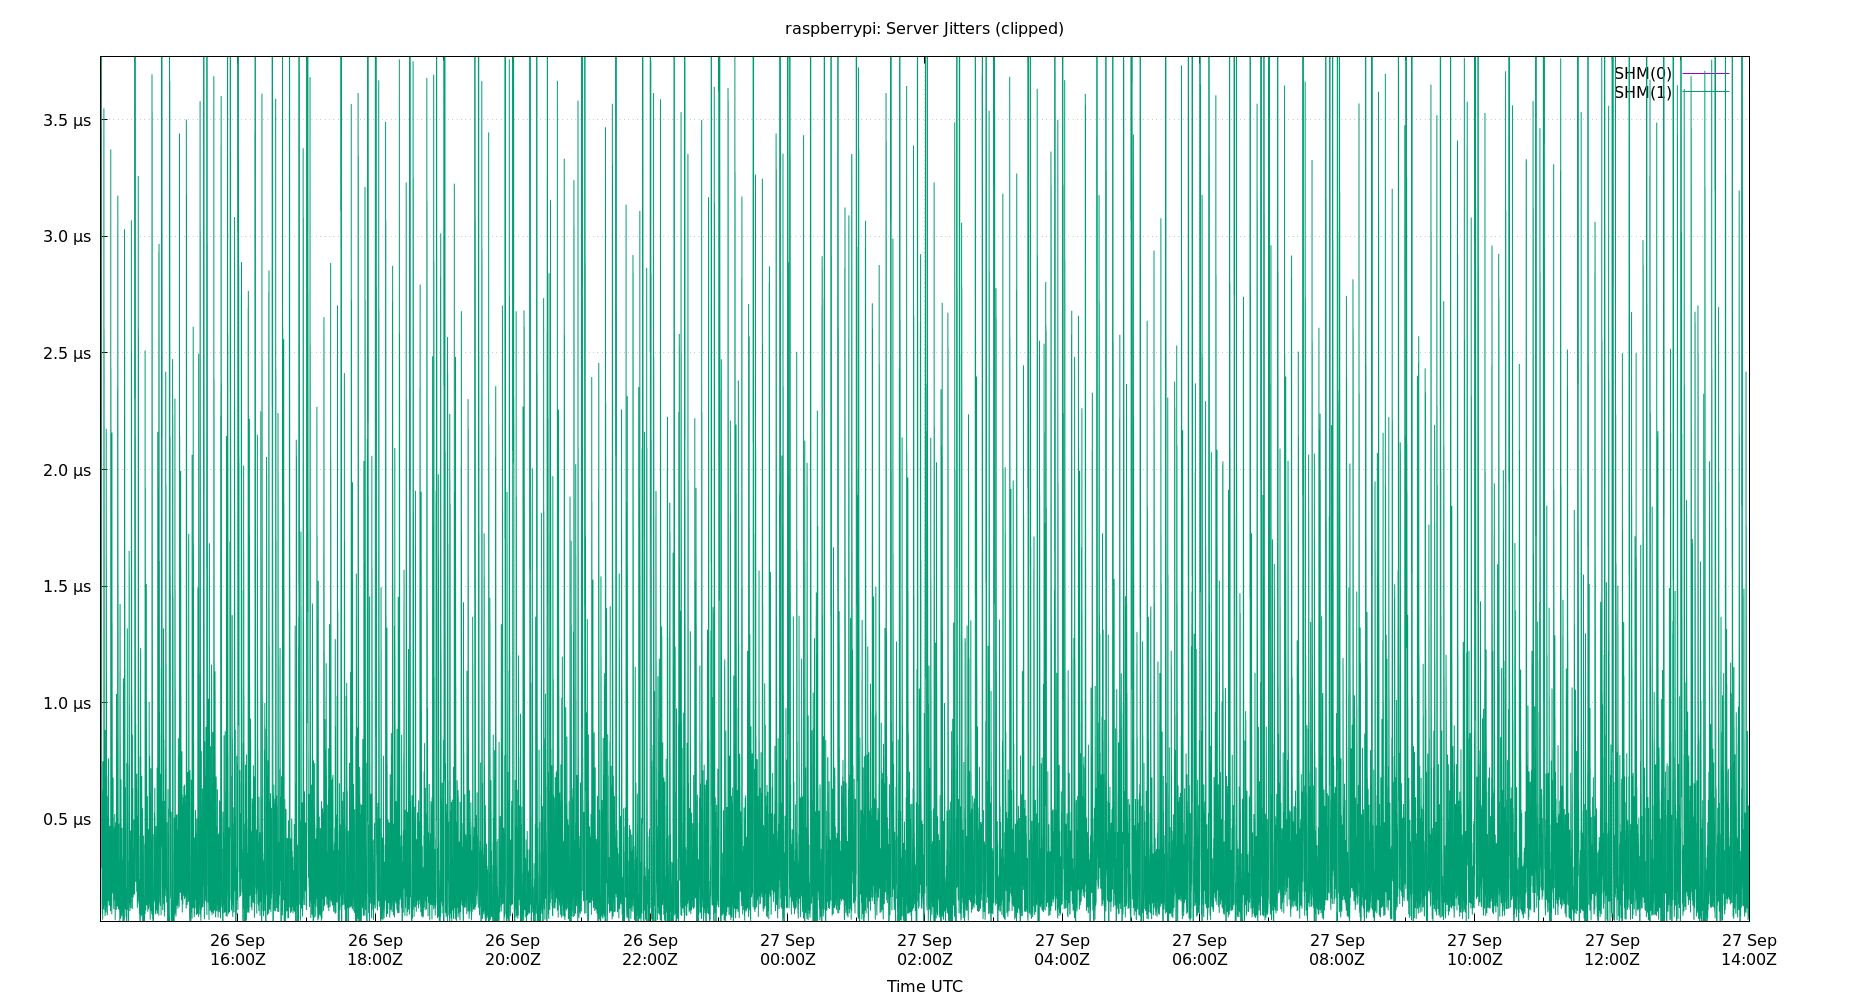 raspberrypi: Server Jitters (clipped)
SHM(0)
SHM(1)
3.5 µs
3.0 µs
2.5 µs
2.0 µs
1.5 µs
1.0 µs
0.5 µs
26 Sep 26 Sep 26 Sep 26 Sep 27 Sep 27 Sep 27 Sep 27 Sep 27 Sep 27 Sep 27 Sep 27 Sep
16:00Z 18:00Z 20:00Z 22:00Z 00:00Z 02:00Z 04:00Z 06:00Z 08:00Z 10:00Z 12:00Z 14:00Z
Time UTC